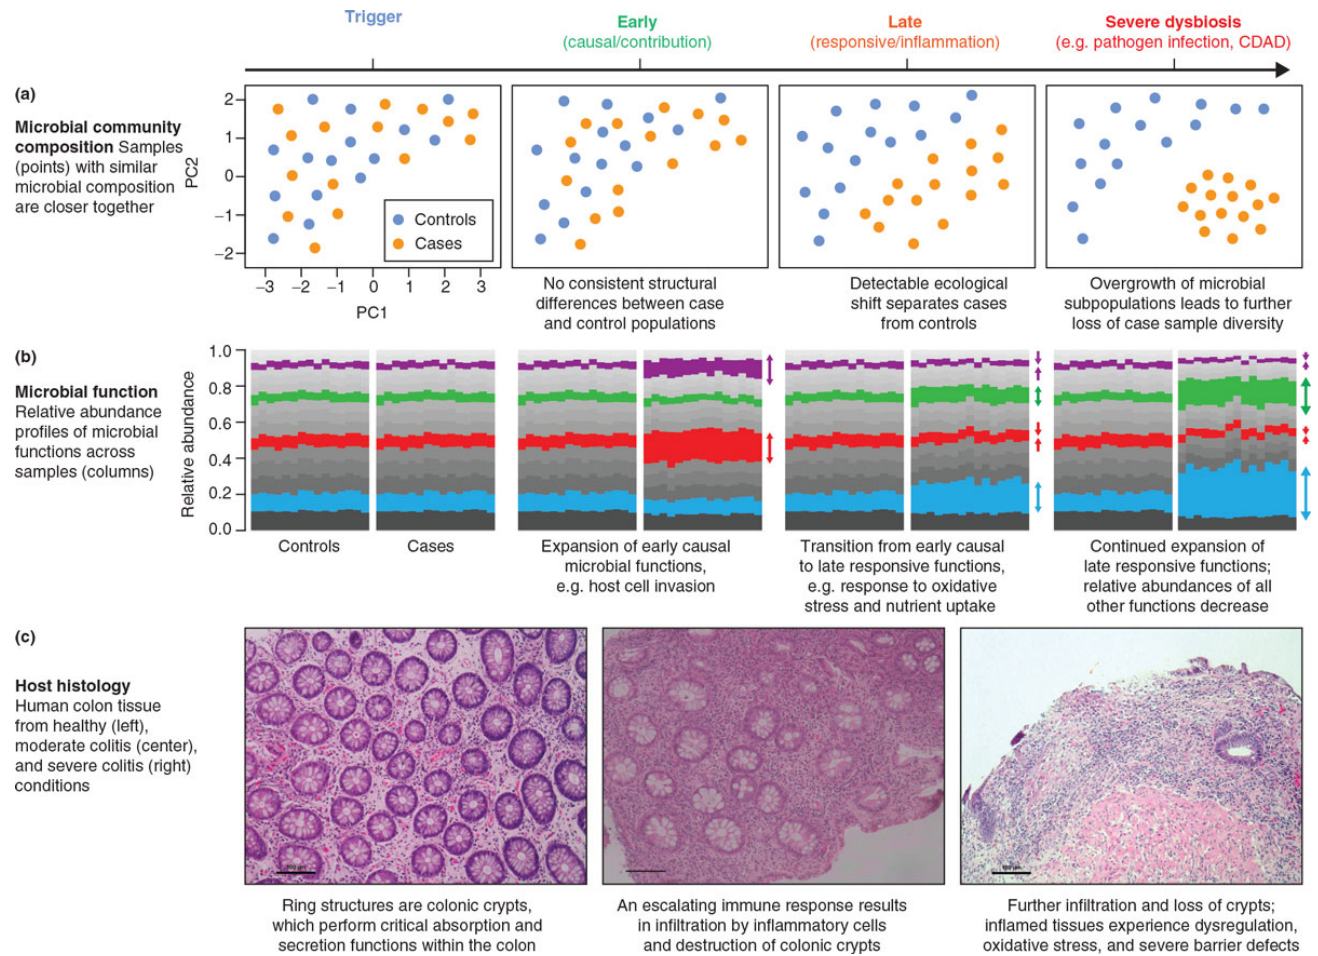 Trigger
Early
(causal/contribution)
Late
(responsive/inflammation)
Severe dysbiosis
(e.g. pathogen infection, CDAD)
(a)
Microbial community
composition Samples
(points) with similar
microbial composition
are closer together
PC2
2
1
0
−1
−2
Controls
Cases
−3 −2 −1 0 1 2 3
PC1
No consistent structural
differences between case
and control populations
Detectable ecological
shift separates cases
from controls
Overgrowth of microbial
subpopulations leads to further
loss of case sample diversity
(b)
Microbial function
Relative abundance
profiles of microbial
functions across
samples (columns)
Relative abundance
1.0
0.8
0.6
0.4
0.2
0.0
Controls Cases
Expansion of early causal
microbial functions,
e.g. host cell invasion
Transition from early causal
to late responsive functions,
e.g. response to oxidative
stress and nutrient uptake
Continued expansion of
late responsive functions;
relative abundances of all
other functions decrease
(c)
Host histology
Human colon tissue
from healthy (left),
moderate colitis (center),
and severe colitis (right)
conditions
Ring structures are colonic crypts,
which perform critical absorption and
secretion functions within the colon
An escalating immune response results
in infiltration by inflammatory cells
and destruction of colonic crypts
Further infiltration and loss of crypts;
inflamed tissues experience dysregulation,
oxidative stress, and severe barrier defects